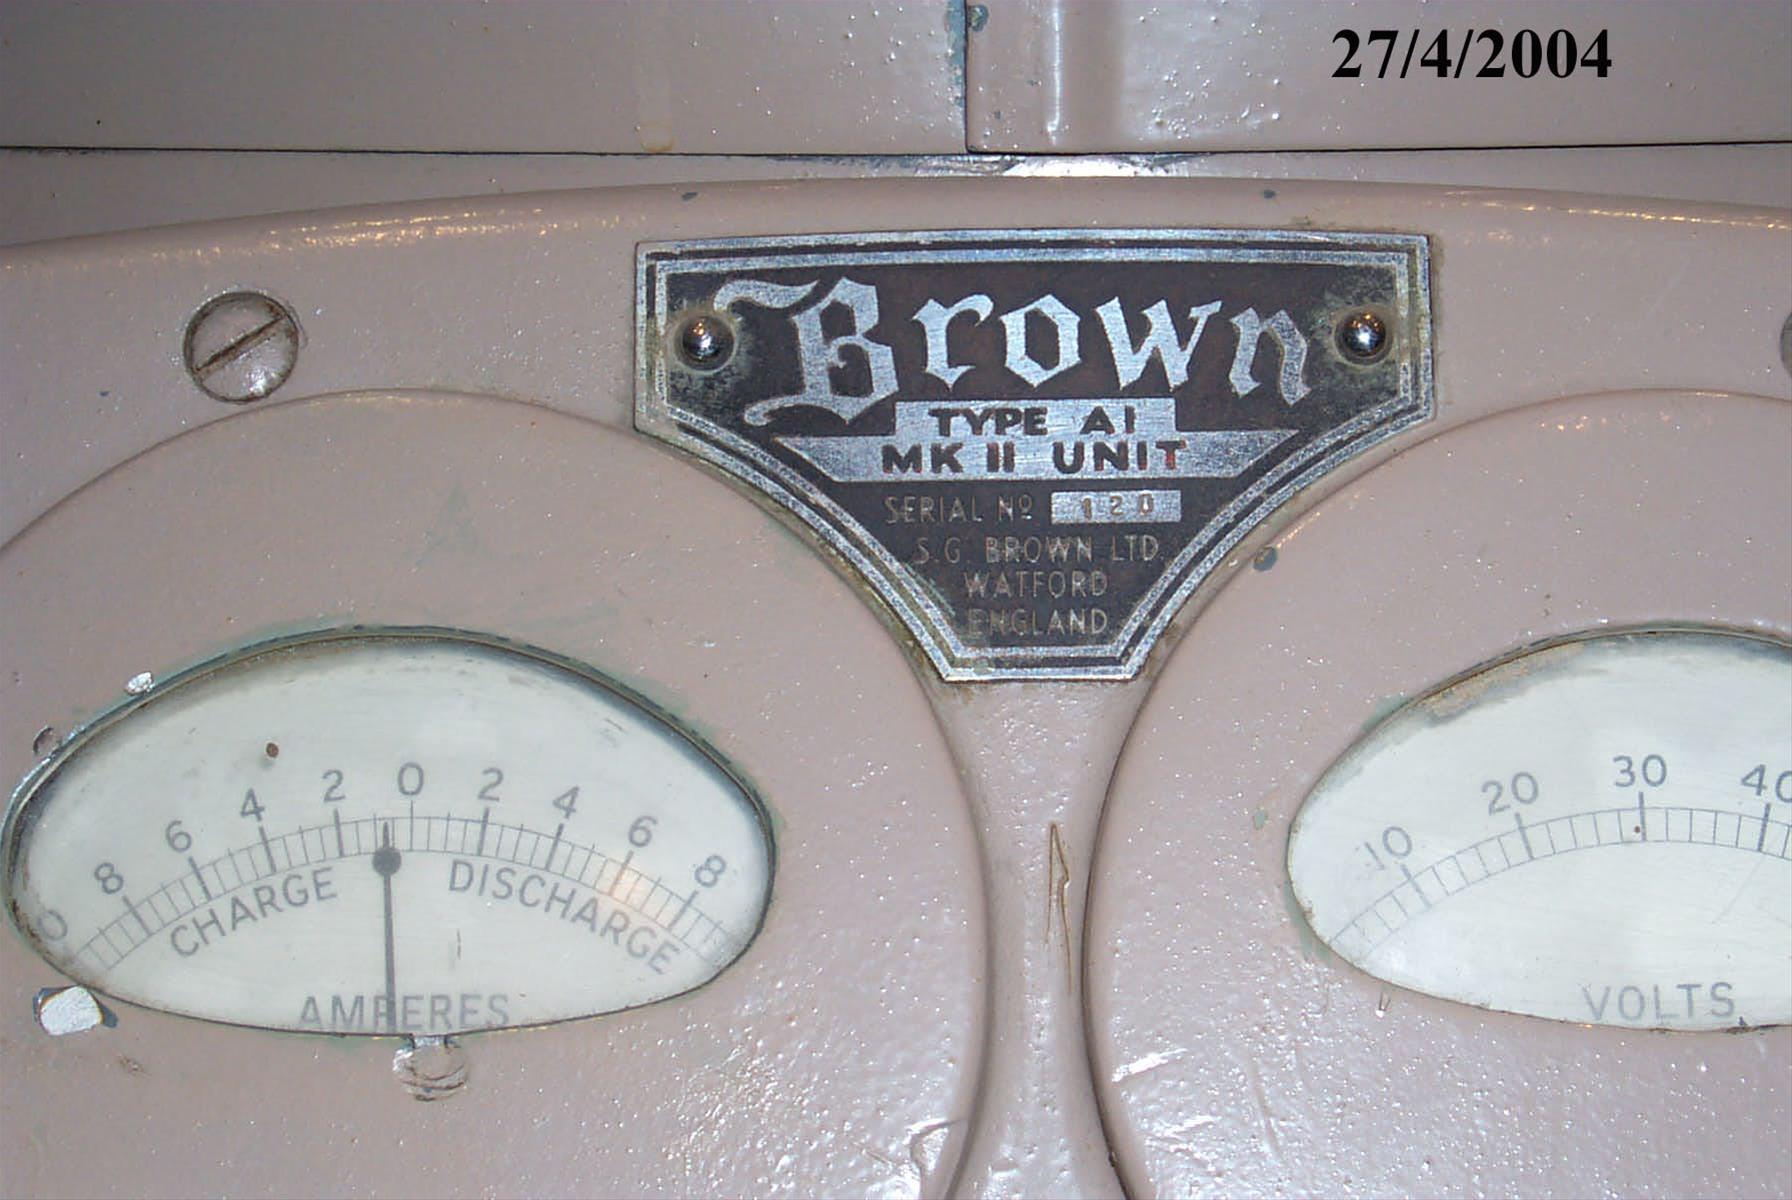 27/4/2004
Brown
TYPE A1
MK II UNIT
SERIAL Nº 120
S.G. BROWN LTD.
WATFORD
ENGLAND
8 6 4 2 0 2 4 6 8
CHARGE DISCHARGE
AMPERES
10 20 30 40
VOLTS